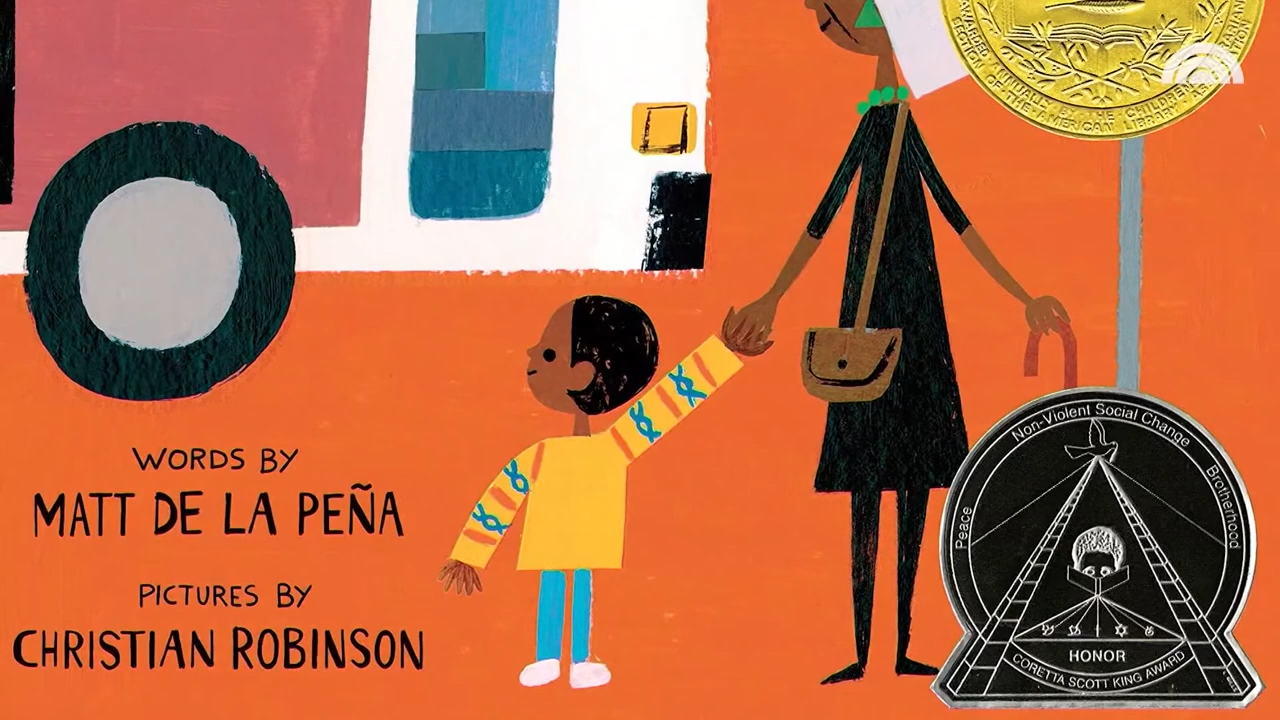 WORDS BY
MATT DE LA PEÑA
PICTURES BY
CHRISTIAN ROBINSON
Non-Violent Social Change
Peace
Brotherhood
HONOR
CORETTA SCOTT KING AWARD